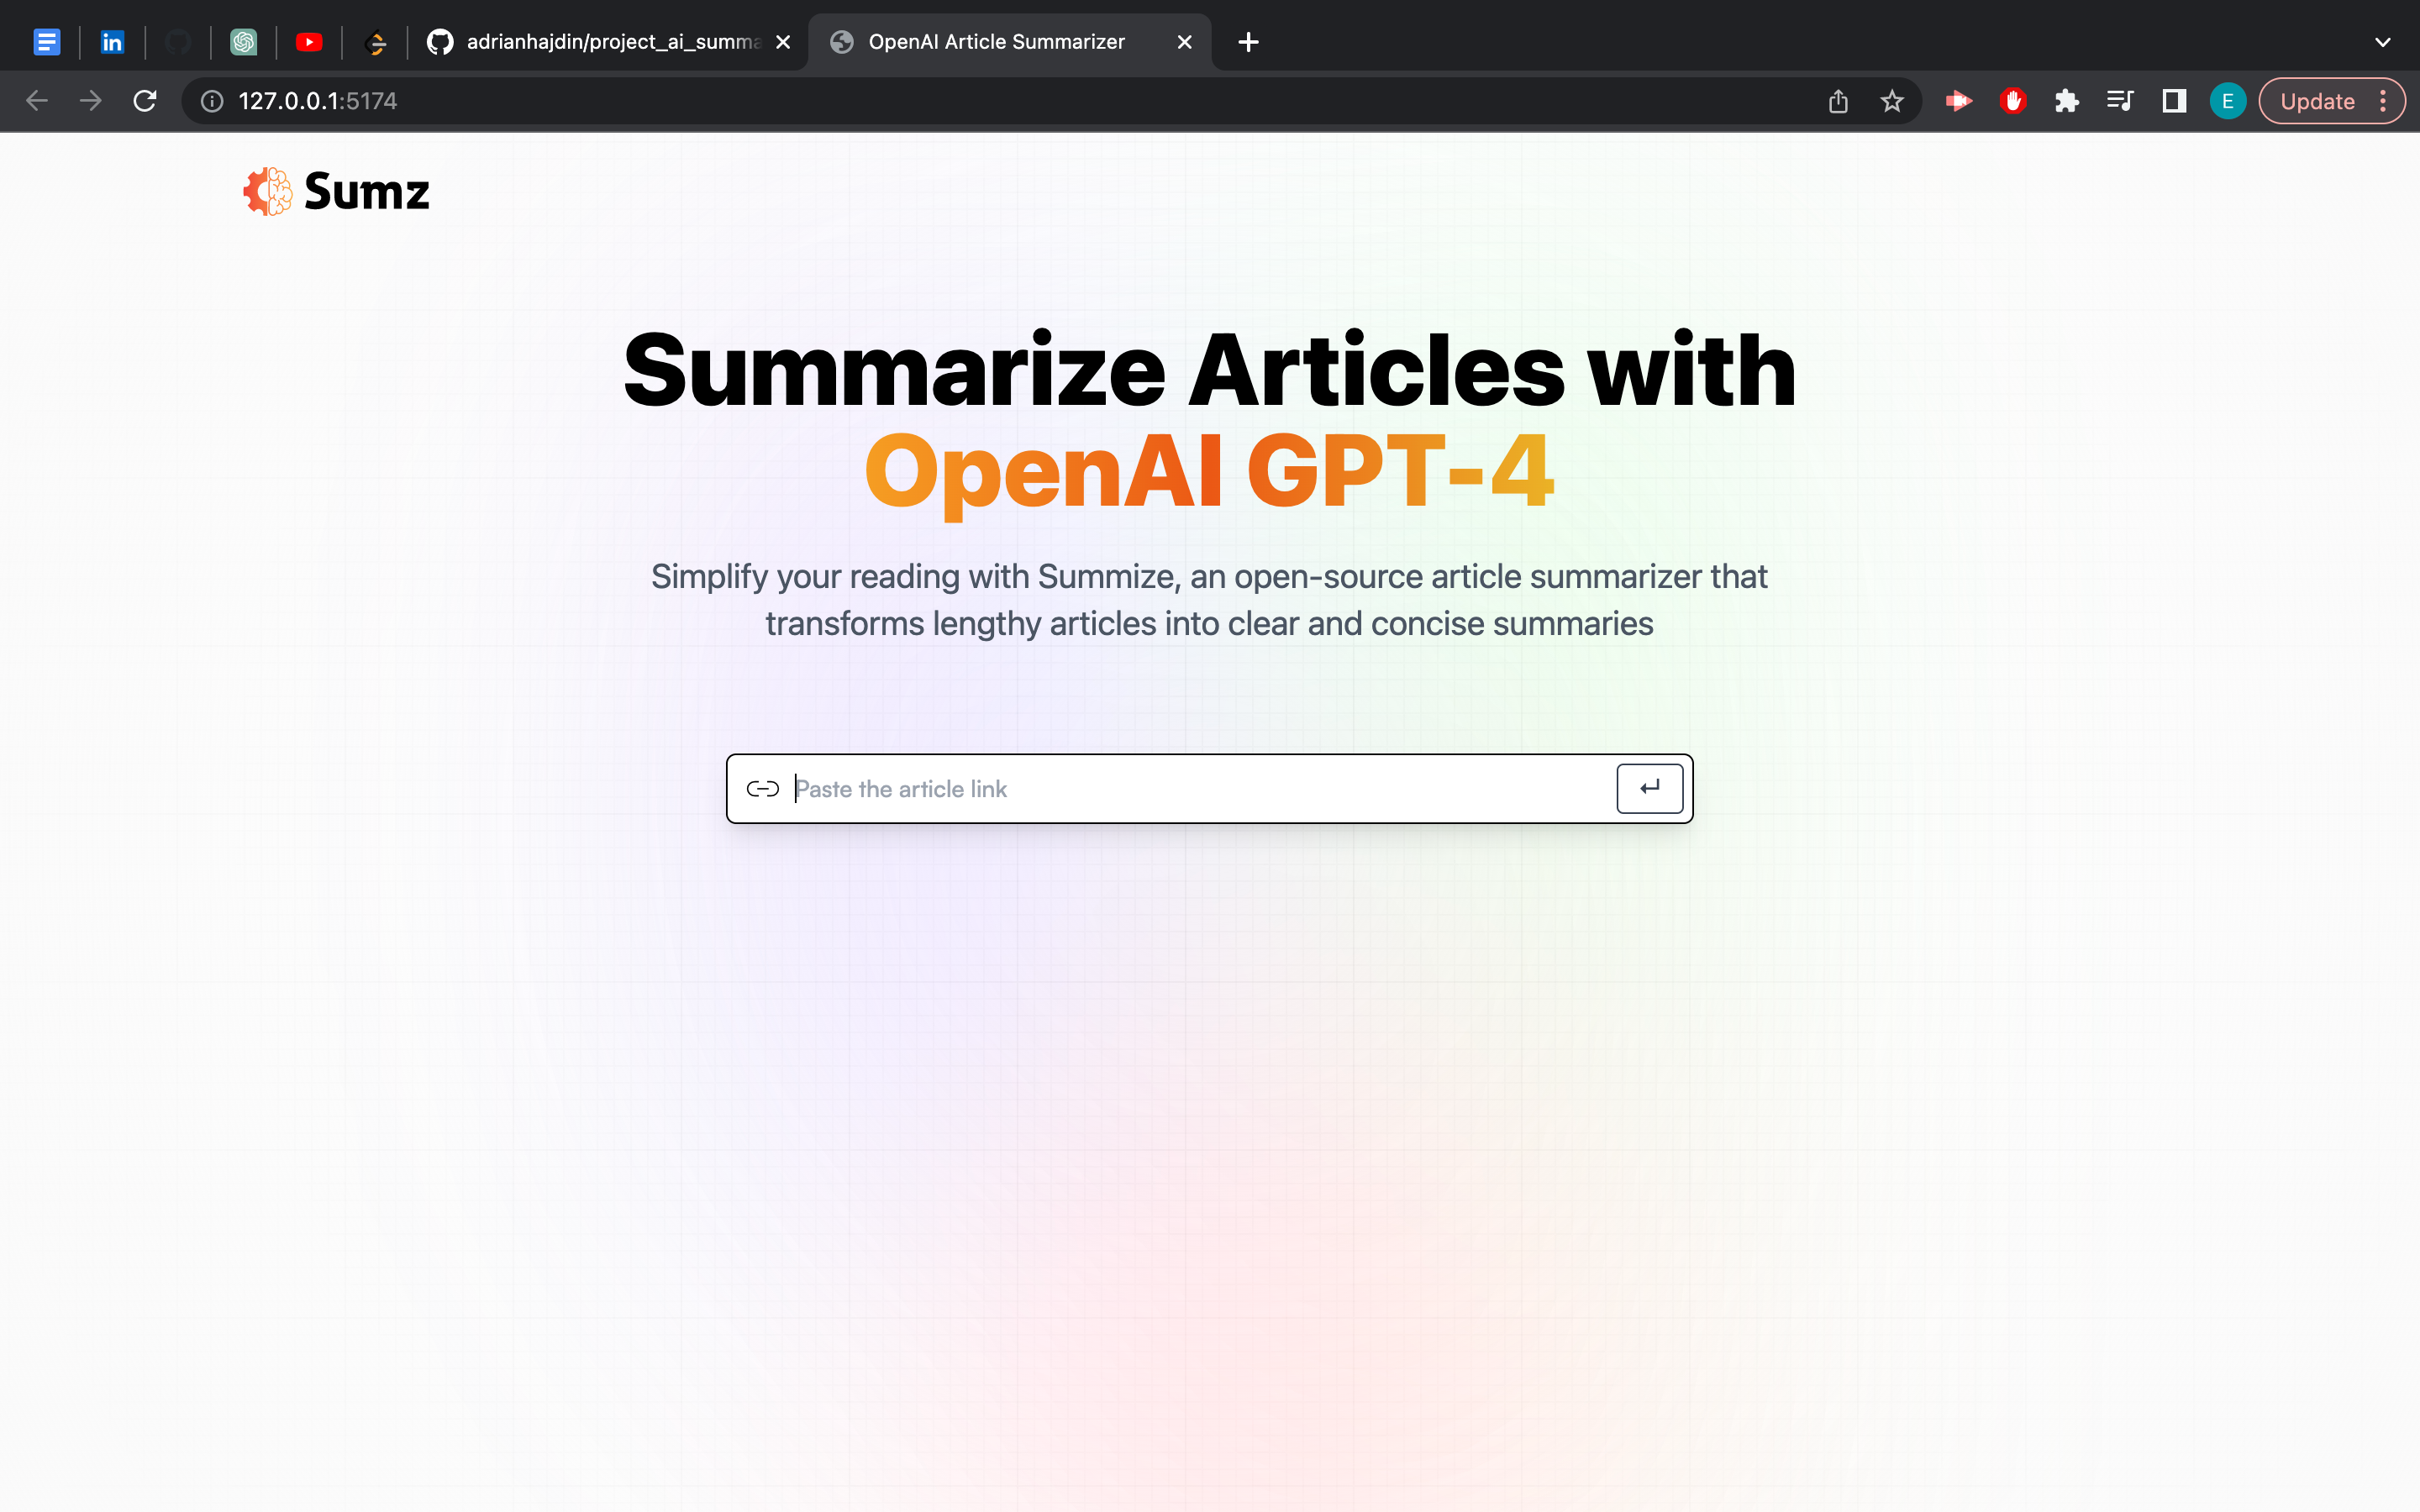 in
adrianhajdin/project_ai_summa
OpenAI Article Summarizer
127.0.0.1:5174
E
Update
Sumz
Summarize Articles with
OpenAI GPT-4
Simplify your reading with Summize, an open-source article summarizer that
transforms lengthy articles into clear and concise summaries
Paste the article link